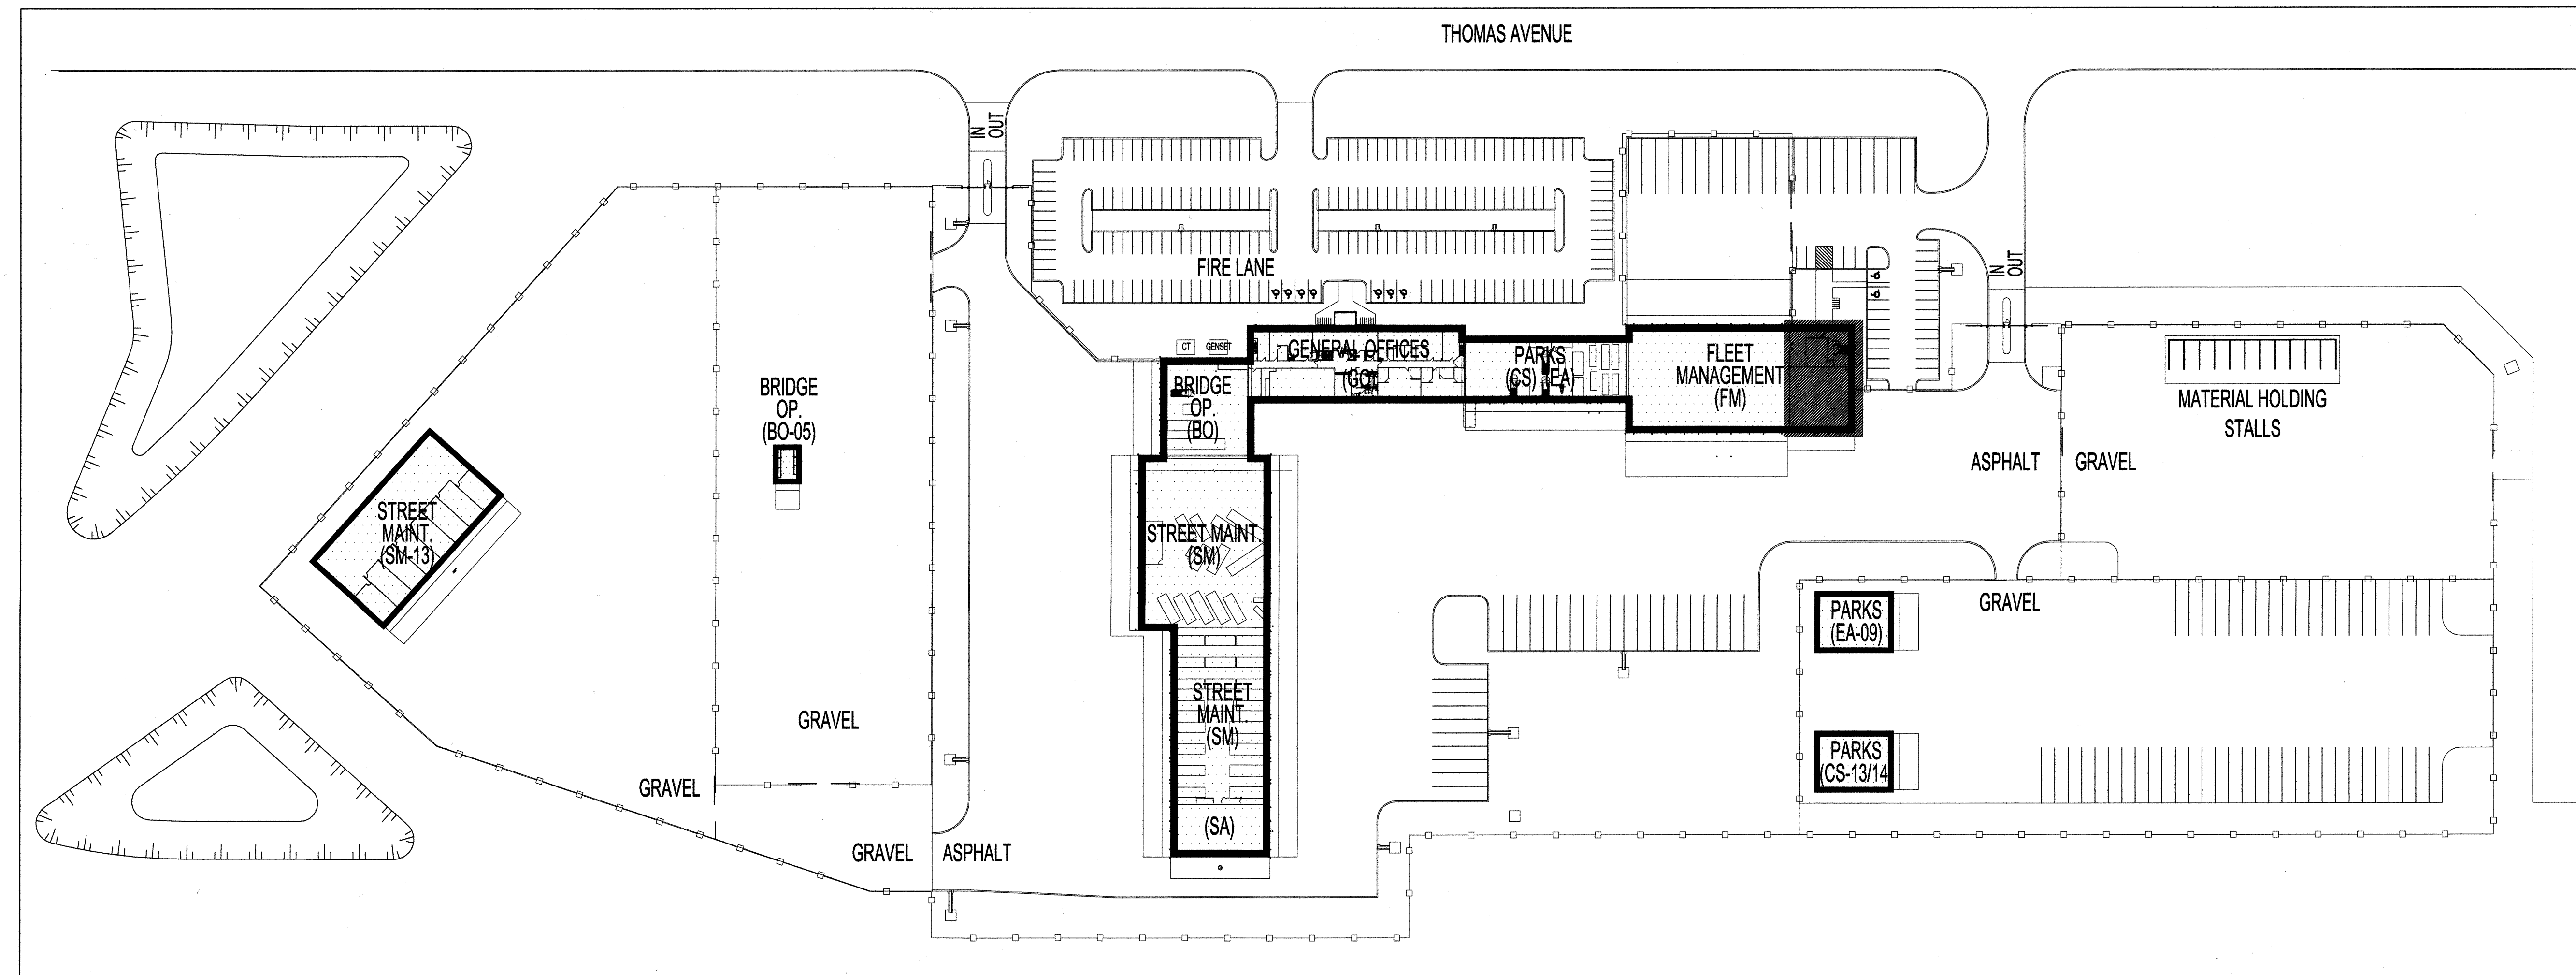 THOMAS AVENUE
IN
OUT
FIRE LANE
IN
OUT
CT
GENSET
GENERAL OFFICES
(GO)
PARKS
(CS) (EA)
FLEET
MANAGEMENT
(FM)
BRIDGE
OP.
(BO-05)
BRIDGE
OP.
(BO)
MATERIAL HOLDING
STALLS
ASPHALT
GRAVEL
STREET
MAINT.
(SM-13)
STREET MAINT.
(SM)
GRAVEL
PARKS
(EA-09)
STREET
MAINT.
(SM)
GRAVEL
PARKS
(CS-13/14
GRAVEL
(SA)
GRAVEL
ASPHALT